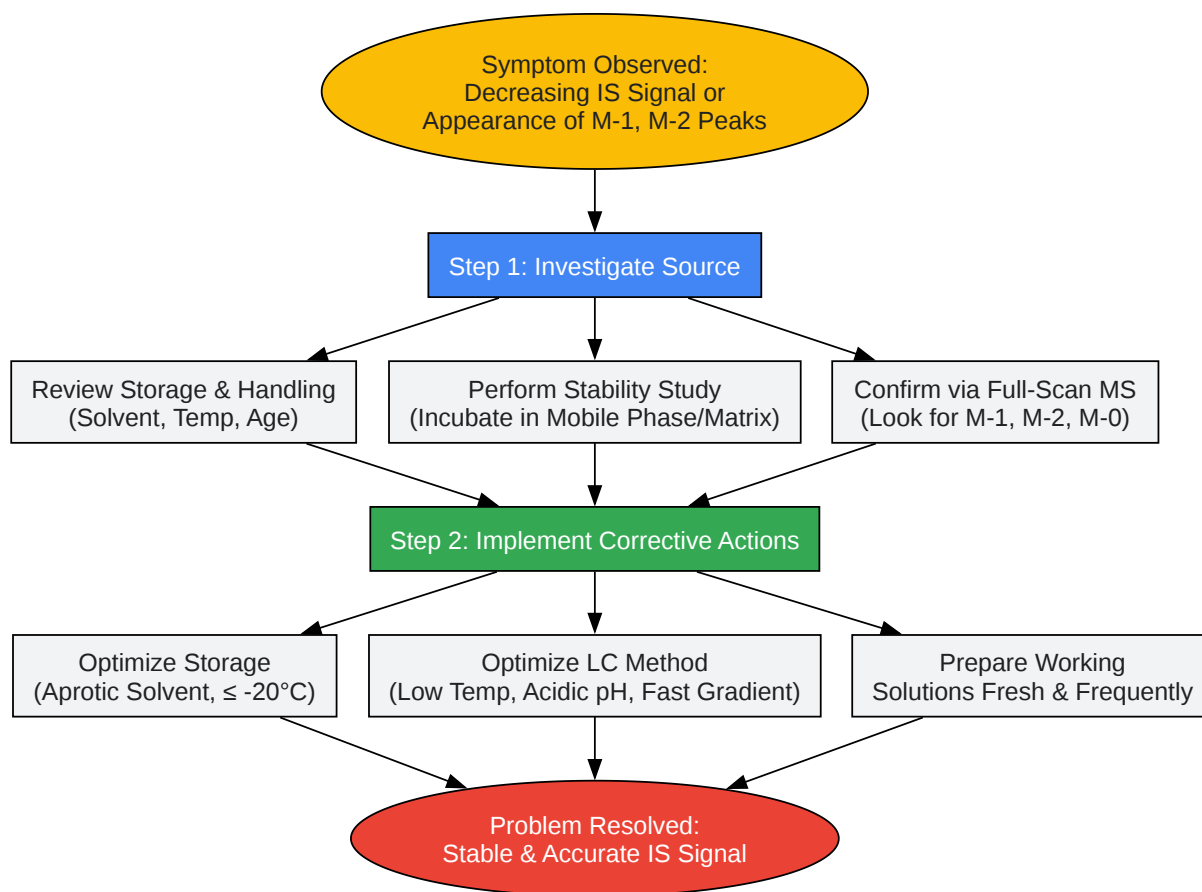 Symptom Observed:
Decreasing IS Signal or
Appearance of M-1, M-2 Peaks
Step 1: Investigate Source
Review Storage & Handling
(Solvent, Temp, Age)
Perform Stability Study
(Incubate in Mobile Phase/Matrix)
Confirm via Full-Scan MS
(Look for M-1, M-2, M-0)
Step 2: Implement Corrective Actions
Optimize Storage
(Aprotic Solvent, ≤ -20°C)
Optimize LC Method
(Low Temp, Acidic pH, Fast Gradient)
Prepare Working
Solutions Fresh & Frequently
Problem Resolved:
Stable & Accurate IS Signal